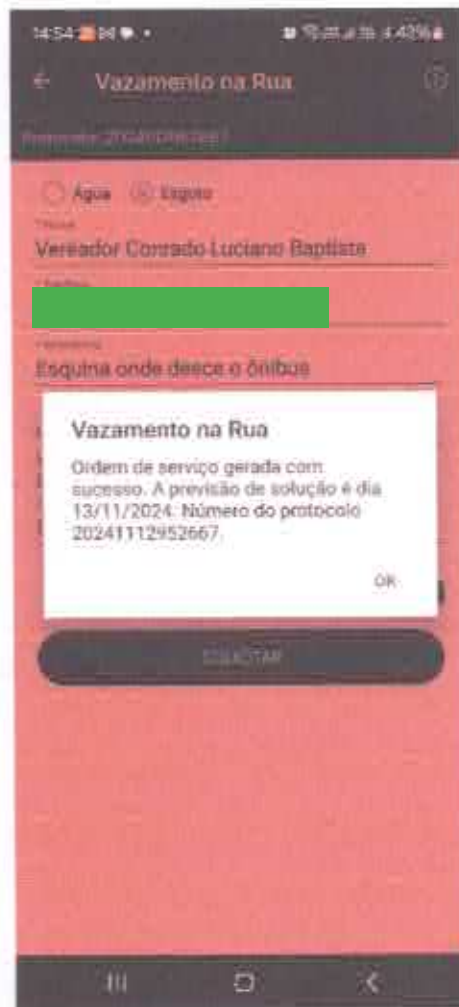 14:54
Vazamento na Rua
Água Esgoto
Vereador Conrado Luciano Baptista
Esquina onde desce o ônibus
Vazamento na Rua
Ordem de serviço gerada com
sucesso. A previsão de solução é dia
13/11/2024. Número do protocolo
20241112952667.
OK
SOLICITAR